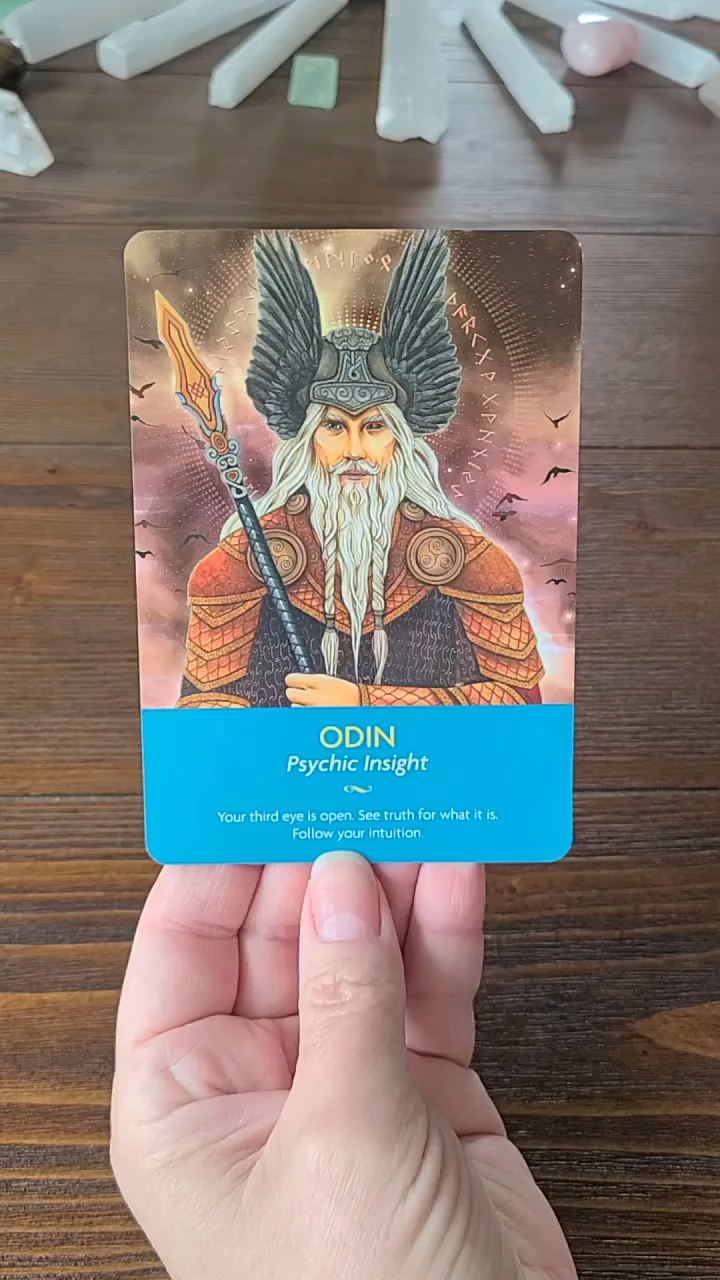 ODIN
Psychic Insight
Your third eye is open. See truth for what it is.
Follow your intuition.